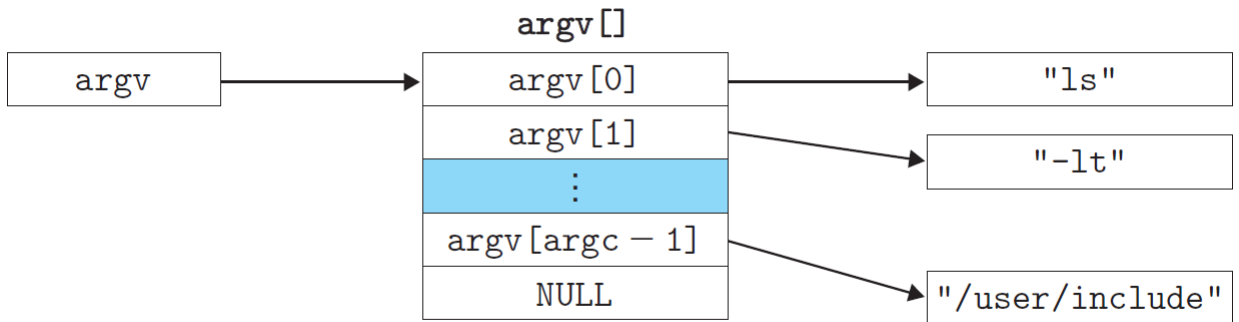 argv[]
argv
argv[0]
"ls"
argv[1]
"-lt"
⋮
argv[argc − 1]
NULL
"/user/include"